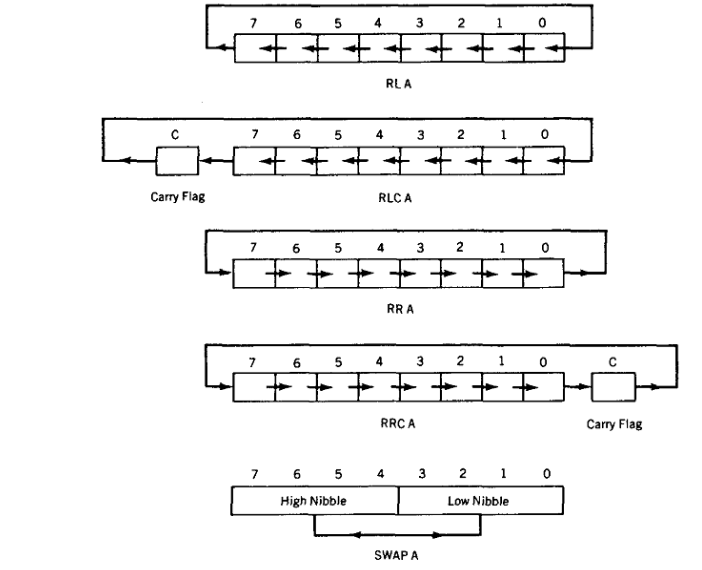 7 6 5 4 3 2 1 0
RL A
C 7 6 5 4 3 2 1 0
Carry Flag RLC A
7 6 5 4 3 2 1 0
RR A
7 6 5 4 3 2 1 0 C
RRC A Carry Flag
7 6 5 4 3 2 1 0
High Nibble Low Nibble
SWAP A